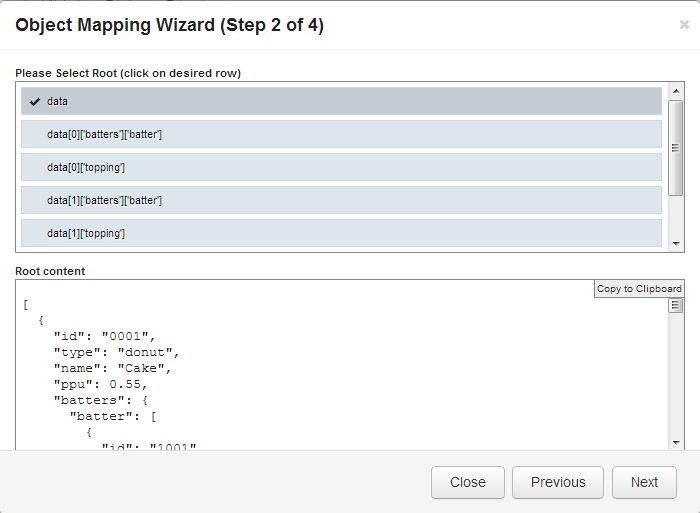 Object Mapping Wizard (Step 2 of 4)
Please Select Root (click on desired row)
data
data[0]['batters']['batter']
data[0]['topping']
data[1]['batters']['batter']
data[1]['topping']
Root content
Copy to Clipboard
[
{
"id": "0001",
"type": "donut",
"name": "Cake",
"ppu": 0.55,
"batters": {
"batter": [
{
"id": "1001"
Close Previous Next